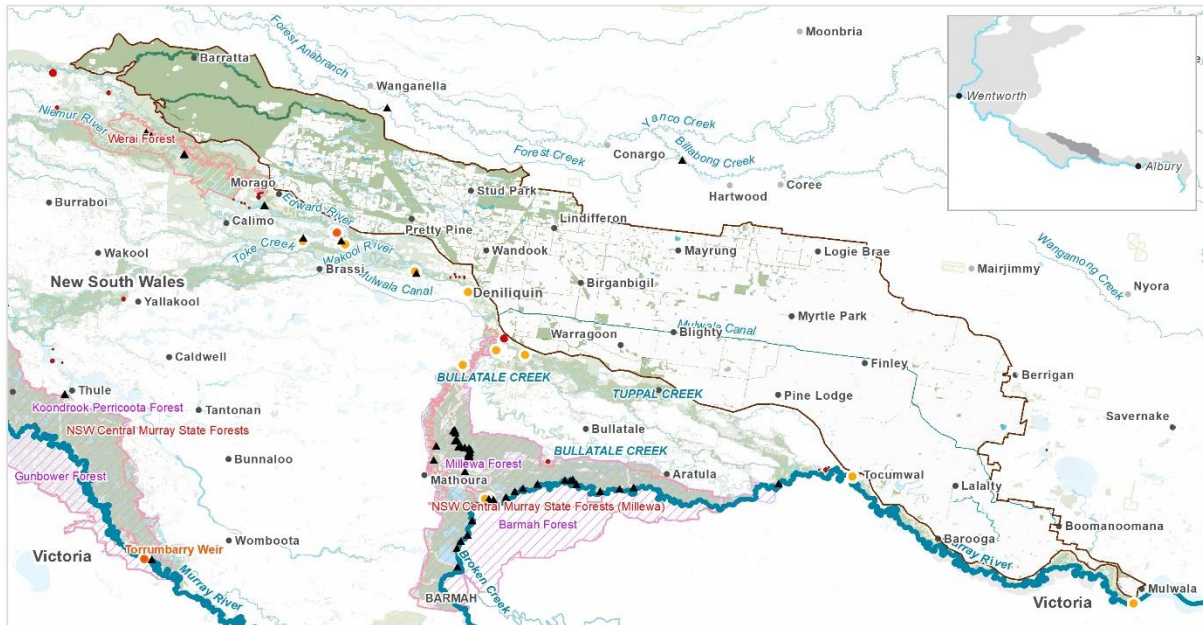 Moonbria
Barratta
Forest Anabranch
Wanganella
Wentworth
Albury
Niemur River
Werai Forest
Yanco Creek
Forest Creek
Conargo
Billabong Creek
Hartwood
Coree
Morago
Stud Park
Burraboi
Edward River
Calimo
Lindifferon
Pretty Pine
Wakool
Toke Creek
Wakool River
Brassi
Wandook
Mayrung
Logie Brae
Wangamong Creek
Mairjimmy
New South Wales
Mulwala Canal
Yallakool
Deniliquin
Birganbigil
Nyora
Myrtle Park
Mulwala Canal
Warragoon
Blighty
Caldwell
Finley
BULLATALE CREEK
Berrigan
Thule
TUPPAL CREEK
Pine Lodge
Koondrook Perricoota Forest
Tantonan
Savernake
NSW Central Murray State Forests
Bullatale
BULLATALE CREEK
Bunnaloo
Millewa Forest
Gunbower Forest
Mathoura
Aratula
Tocumwal
Lalalty
NSW Central Murray State Forests (Millewa)
Barmah Forest
Boomanoomana
Womboota
Barooga
Victoria
Torrumbarry Weir
Murray River
Broken Creek
Murray River
Mulwala
BARMAH
Victoria